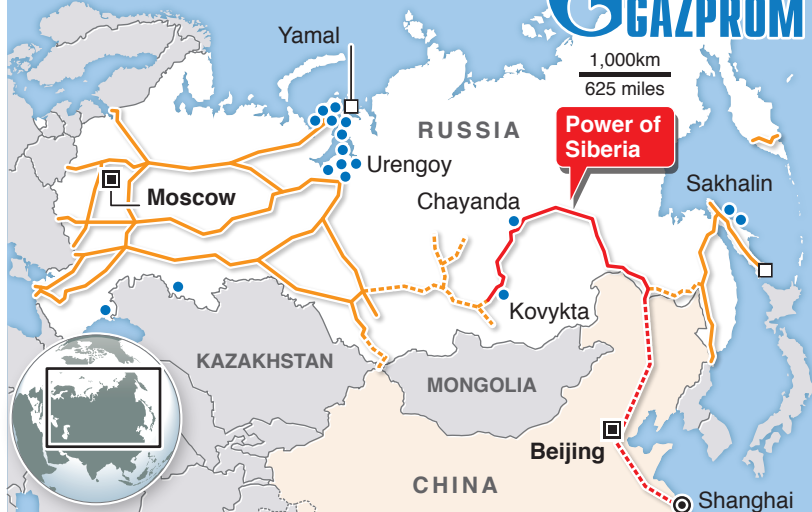 GAZPROM
Yamal
1,000km
625 miles
RUSSIA
Power of
Siberia
Urengoy
Moscow
Chayanda
Sakhalin
Kovykta
KAZAKHSTAN
MONGOLIA
Beijing
CHINA
Shanghai